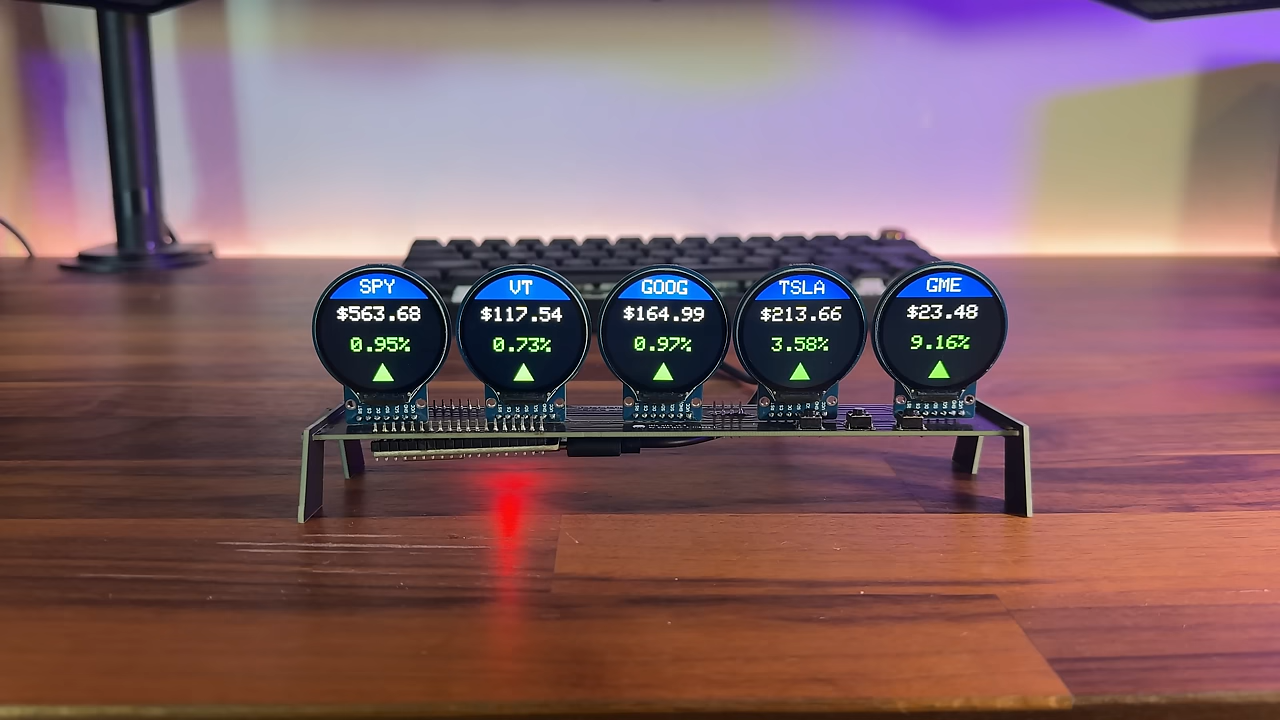 SPY
$563.68
0.95%
VT
$117.54
0.73%
GOOG
$164.99
0.97%
TSLA
$213.66
3.58%
GME
$23.48
9.16%